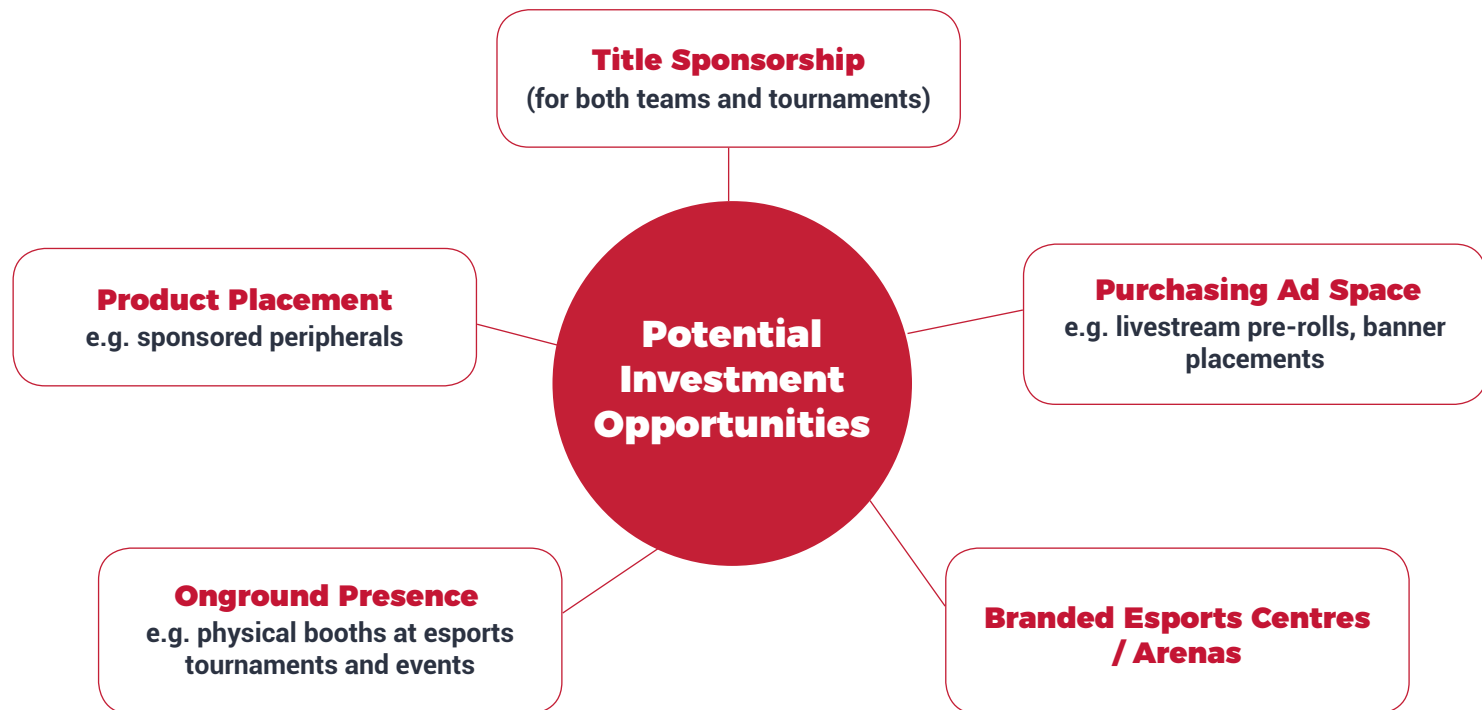 Title Sponsorship
(for both teams and tournaments)
Product Placement
e.g. sponsored peripherals
Potential
Investment
Opportunities
Purchasing Ad Space
e.g. livestream pre-rolls, banner
placements
Onground Presence
e.g. physical booths at esports
tournaments and events
Branded Esports Centres
/ Arenas